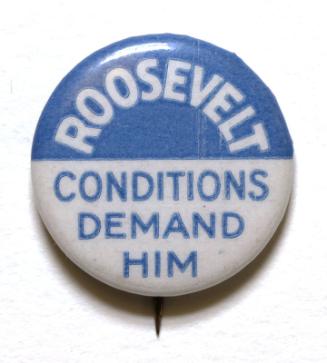 ROOSEVELT
CONDITIONS
DEMAND
HIM